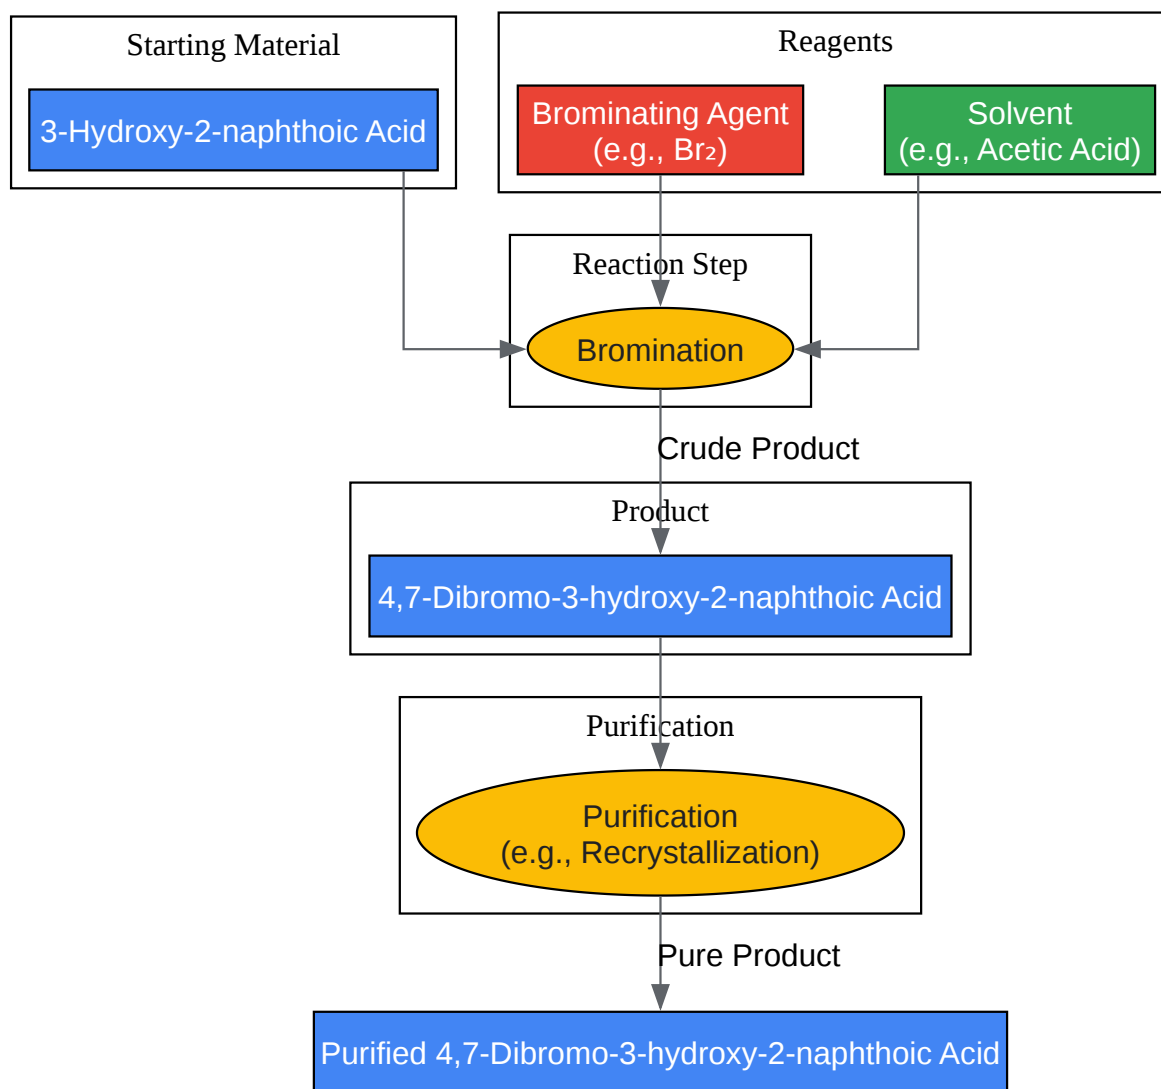 Starting Material
3-Hydroxy-2-naphthoic Acid
Reagents
Brominating Agent
(e.g., Br₂)
Solvent
(e.g., Acetic Acid)
Reaction Step
Bromination
Crude Product
Product
4,7-Dibromo-3-hydroxy-2-naphthoic Acid
Purification
Purification
(e.g., Recrystallization)
Pure Product
Purified 4,7-Dibromo-3-hydroxy-2-naphthoic Acid